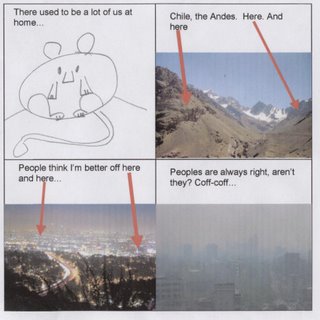 There used to be a lot of us at
home...
Chile, the Andes.  Here. And
here
People think I'm better off here
and here...
Peoples are always right, aren't
they? Coff-coff...